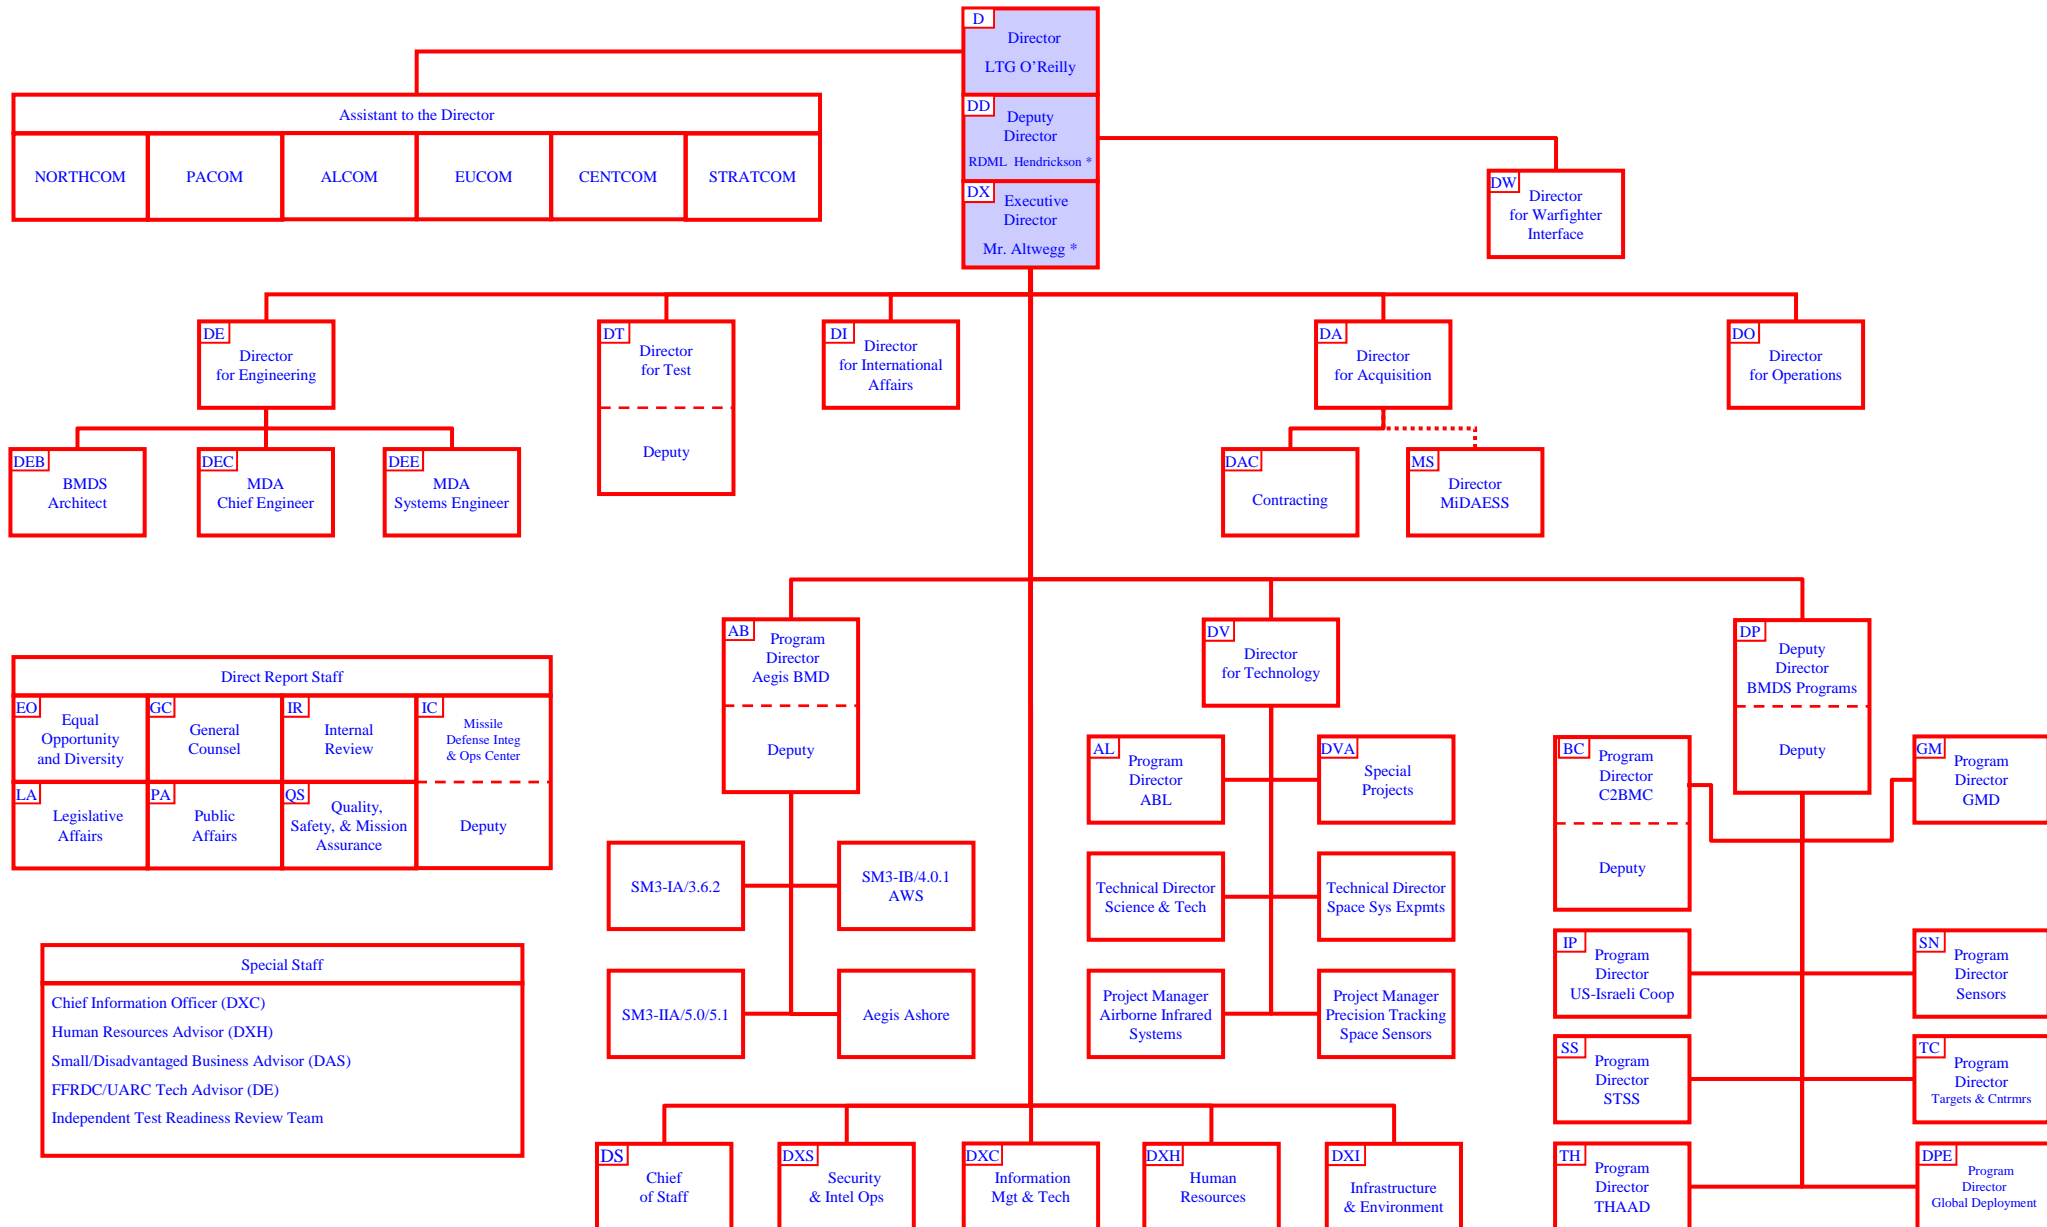 D
Director
LTG O’Reilly
DD
Deputy
Director
RDML Hendrickson *
DX
Executive
Director
Mr. Altwegg *
Assistant to the Director
NORTHCOM
PACOM
ALCOM
EUCOM
CENTCOM
STRATCOM
DW
Director
for Warfighter
Interface
DE
Director
for Engineering
DT
Director
for Test
Deputy
DI
Director
for International
Affairs
DA
Director
for Acquisition
DO
Director
for Operations
DEB
BMDS
Architect
DEC
MDA
Chief Engineer
DEE
MDA
Systems Engineer
DAC
Contracting
MS
Director
MiDAESS
Direct Report Staff
EO
Equal
Opportunity
and Diversity
GC
General
Counsel
IR
Internal
Review
IC
Missile
Defense Integ
& Ops Center
Deputy
LA
Legislative
Affairs
PA
Public
Affairs
QS
Quality,
Safety, & Mission
Assurance
Special Staff
Chief Information Officer (DXC)
Human Resources Advisor (DXH)
Small/Disadvantaged Business Advisor (DAS)
FFRDC/UARC Tech Advisor (DE)
Independent Test Readiness Review Team
AB
Program
Director
Aegis BMD
Deputy
SM3-IA/3.6.2
SM3-IB/4.0.1
AWS
SM3-IIA/5.0/5.1
Aegis Ashore
DV
Director
for Technology
AL
Program
Director
ABL
DVA
Special
Projects
Technical Director
Science & Tech
Technical Director
Space Sys Expmts
Project Manager
Airborne Infrared
Systems
Project Manager
Precision Tracking
Space Sensors
DP
Deputy
Director
BMDS Programs
Deputy
BC
Program
Director
C2BMC
Deputy
GM
Program
Director
GMD
IP
Program
Director
US-Israeli Coop
SN
Program
Director
Sensors
SS
Program
Director
STSS
TC
Program
Director
Targets & Cntrmrs
TH
Program
Director
THAAD
DPE
Program
Director
Global Deployment
DS
Chief
of Staff
DXS
Security
& Intel Ops
DXC
Information
Mgt & Tech
DXH
Human
Resources
DXI
Infrastructure
& Environment